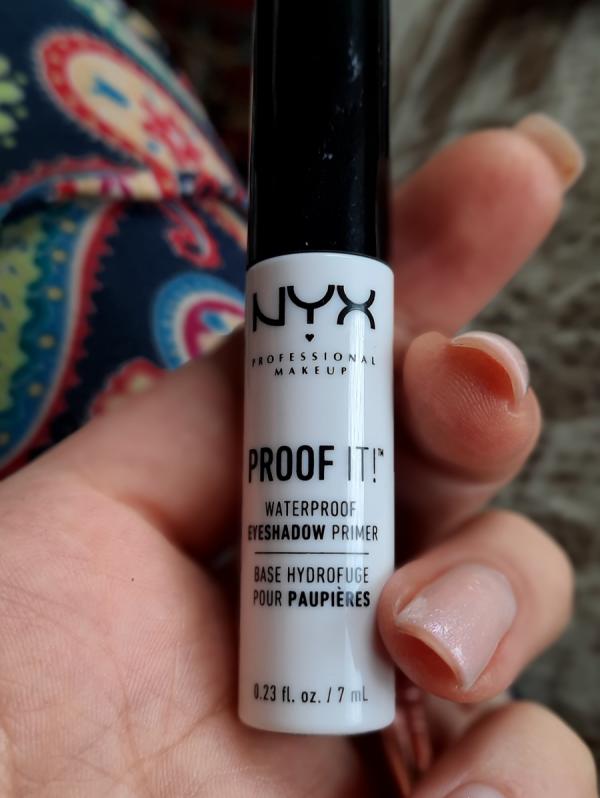 NYX
PROFESSIONAL
MAKEUP
PROOF IT!™
WATERPROOF
EYESHADOW PRIMER
BASE HYDROFUGE
POUR PAUPIÈRES
0.23 fl. oz. / 7 mL